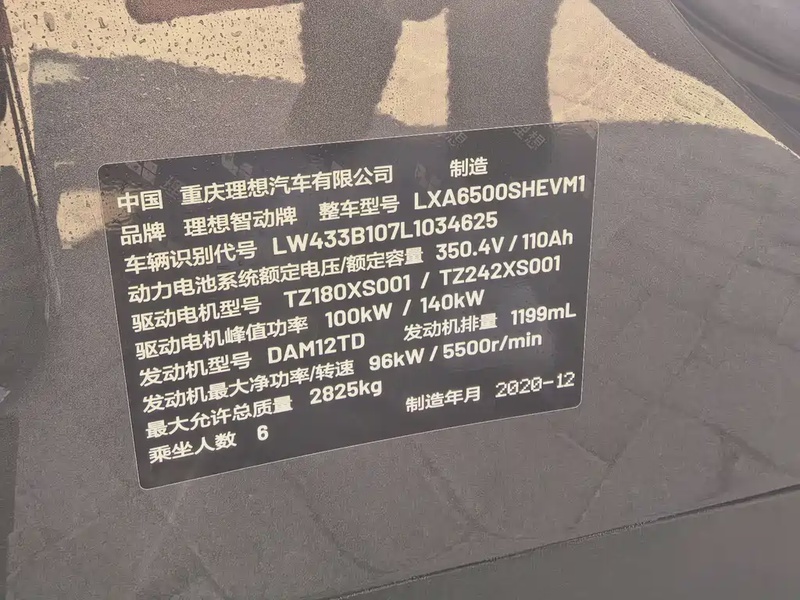 中国 重庆理想汽车有限公司 制造
品牌 理想智动牌 整车型号 LXA6500SHEVM1
车辆识别代号 LW433B107L1034625
动力电池系统额定电压/额定容量 350.4V / 110Ah
驱动电机型号 TZ180XS001 / TZ242XS001
驱动电机峰值功率 100kW / 140kW
发动机型号 DAM12TD 发动机排量 1199mL
发动机最大净功率/转速 96kW / 5500r/min
最大允许总质量 2825kg 制造年月 2020-12
乘坐人数 6